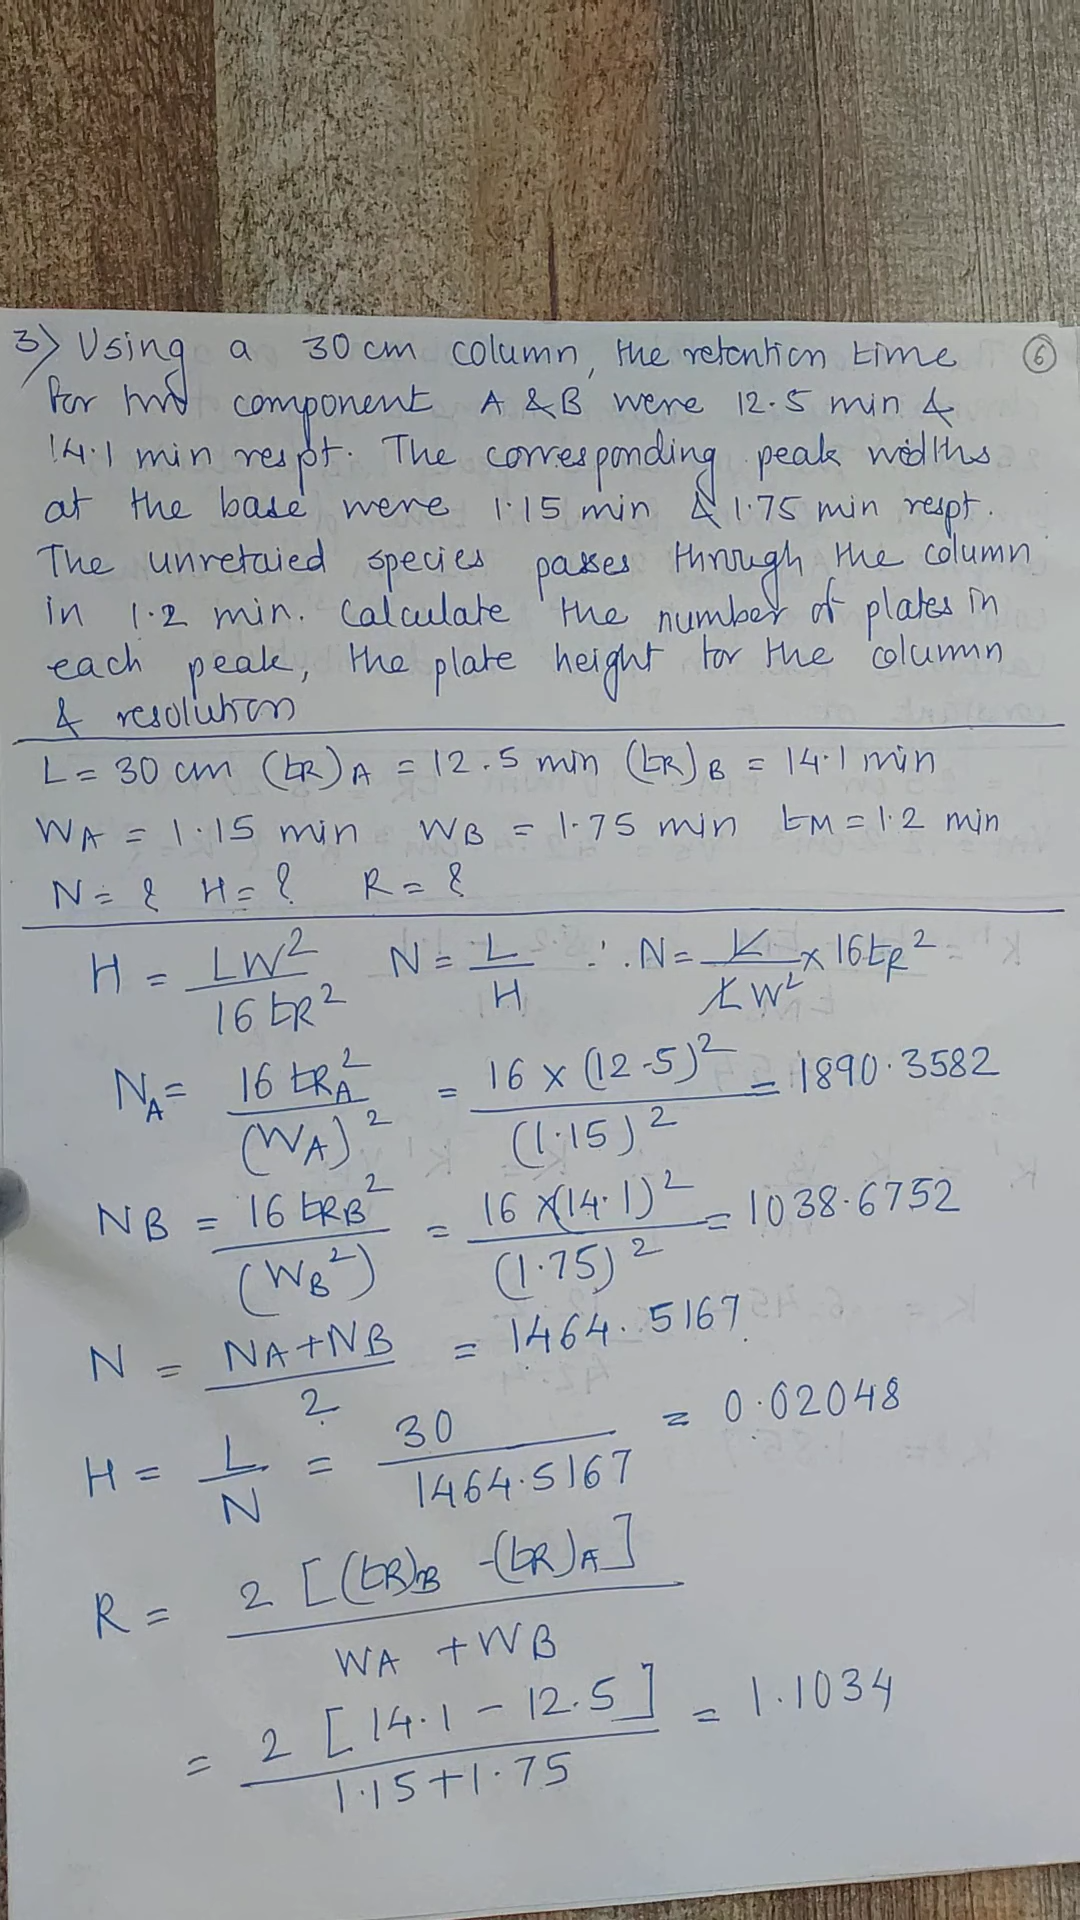 3) Using a 30 cm column, the retention time ⑥
for two component A & B were 12.5 min &
14.1 min respt. The corresponding peak widths
at the base were 1.15 min & 1.75 min respt.
The unretaied species passes through the column
in 1.2 min. Calculate the number of plates in
each peak, the plate height for the column
& resolution
L = 30 cm (tR)A = 12.5 min (tR)B = 14.1 min
WA = 1.15 min WB = 1.75 min tM = 1.2 min
N = ? H = ? R = ?
H = LW² / 16 tR² N = L / H ∴ N = L / LW² × 16 tR²
NA = 16 tRA² / (WA)² = 16 × (12.5)² / (1.15)² = 1890.3582
NB = 16 tRB² / (WB²) = 16 × (14.1)² / (1.75)² = 1038.6752
N = NA + NB / 2 = 1464.5167
H = L / N = 30 / 1464.5167 = 0.02048
R = 2 [(tR)B - (tR)A] / WA + WB
= 2 [14.1 - 12.5] / 1.15 + 1.75 = 1.1034